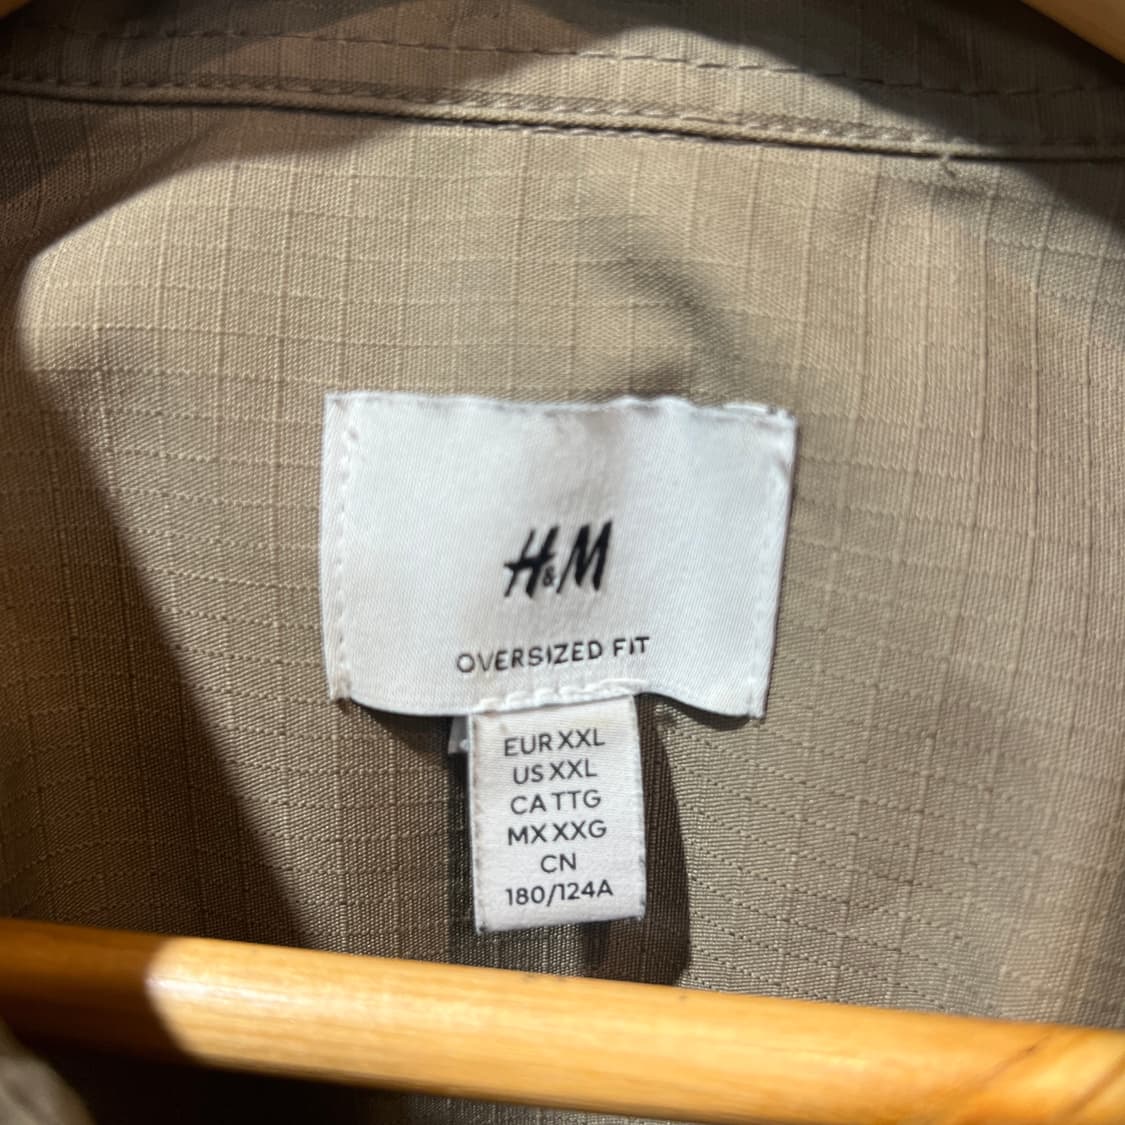 H&M
OVERSIZED FIT
EUR XXL
US XXL
CA TTG
MX XXG
CN
180/124A